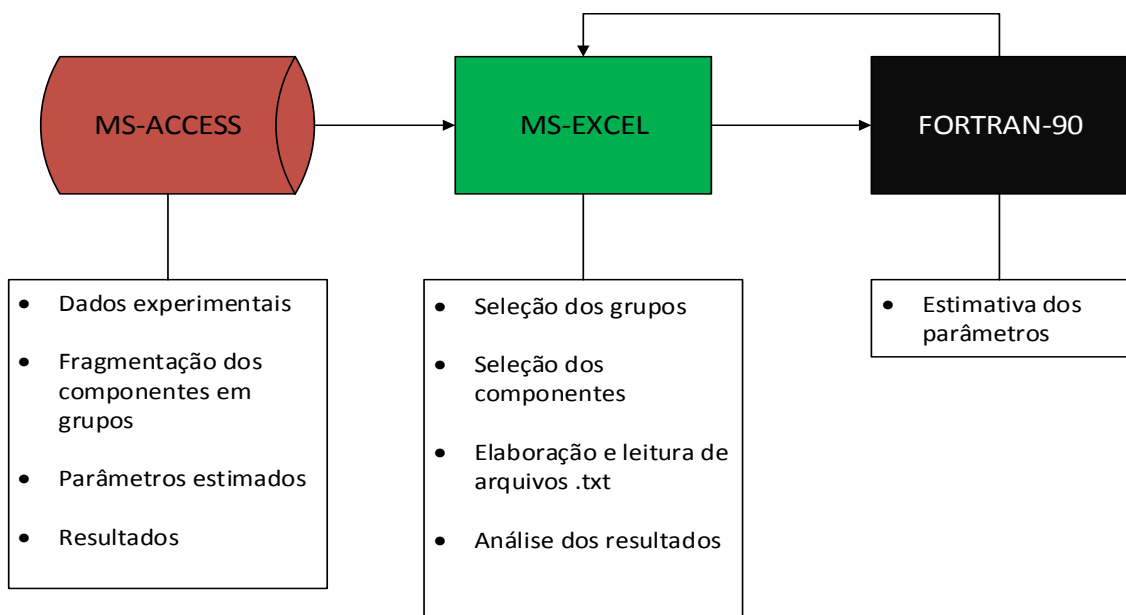 MS-ACCESS
MS-EXCEL
FORTRAN-90
• Dados experimentais
• Fragmentação dos
componentes em
grupos
• Parâmetros estimados
• Resultados
• Seleção dos grupos
• Seleção dos
componentes
• Elaboração e leitura de
arquivos .txt
• Análise dos resultados
• Estimativa dos
parâmetros